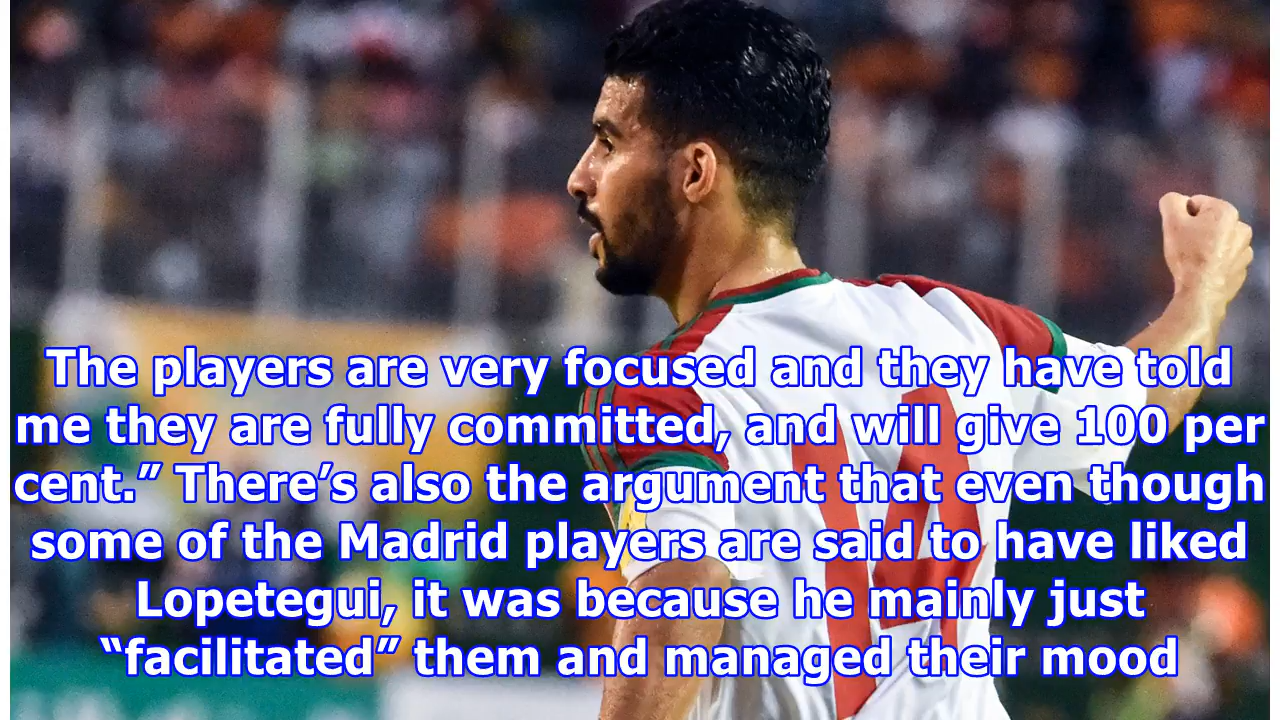 The players are very focused and they have told
me they are fully committed, and will give 100 per
cent.” There’s also the argument that even though
some of the Madrid players are said to have liked
Lopetegui, it was because he mainly just
“facilitated” them and managed their mood
14